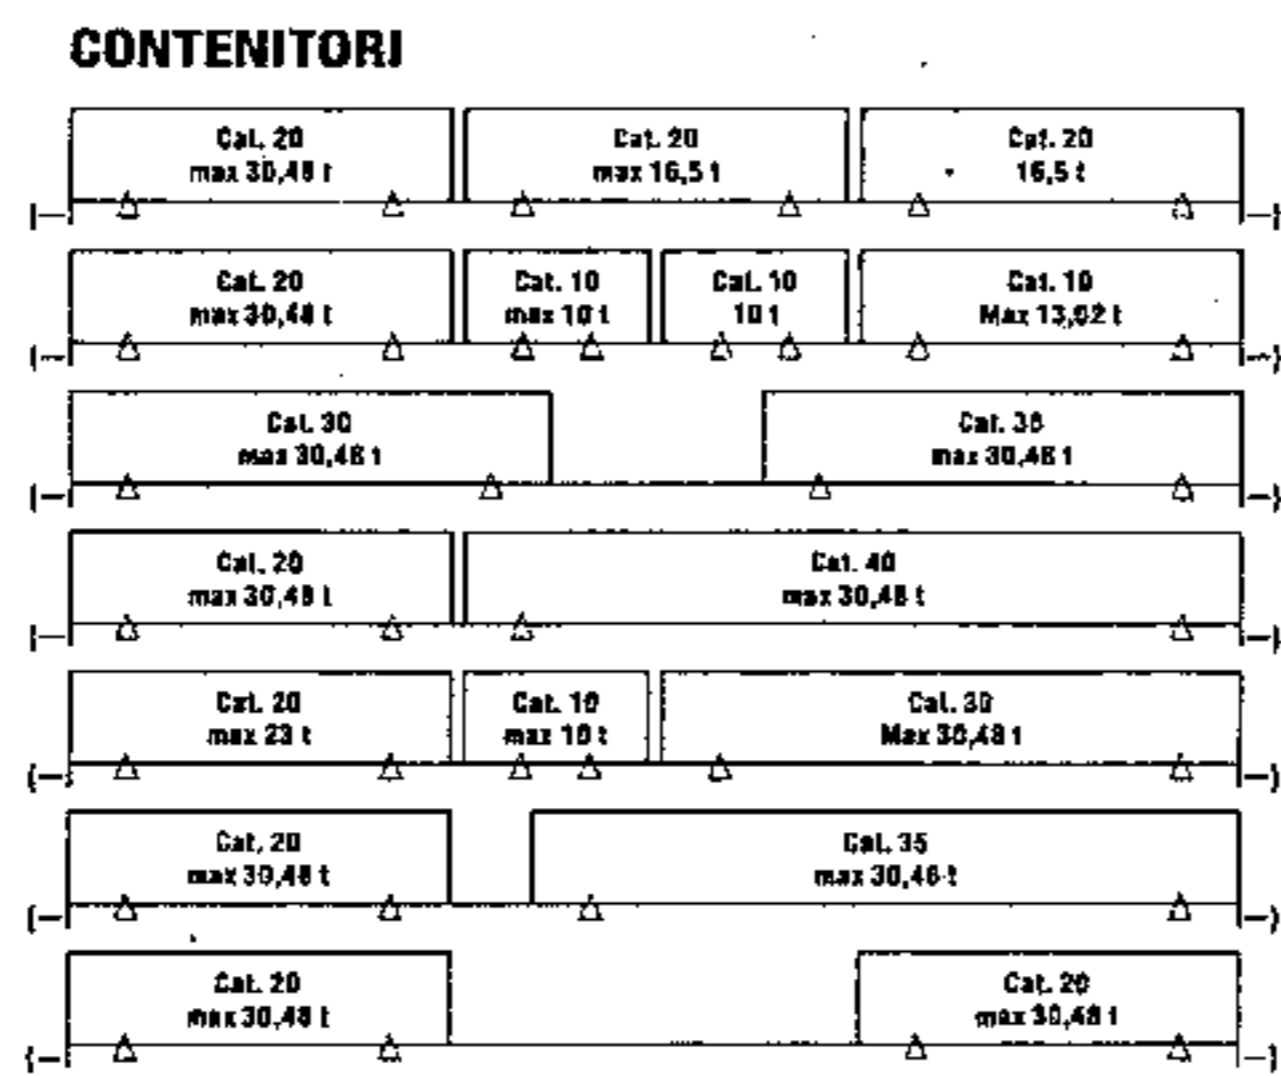 CONTENITORI
Cat. 20
max 30,48 t
Cat. 20
max 16,5 t
Cat. 20
16,5 t
Cat. 20
max 30,48 t
Cat. 10
max 10 t
Cat. 10
10 t
Cat. 10
Max 13,02 t
Cat. 30
max 30,48 t
Cat. 30
max 30,48 t
Cat. 20
max 30,48 t
Cat. 40
max 30,48 t
Cat. 20
max 23 t
Cat. 10
max 10 t
Cat. 30
Max 30,48 t
Cat. 20
max 30,48 t
Cat. 35
max 30,48 t
Cat. 20
max 30,48 t
Cat. 20
max 30,48 t